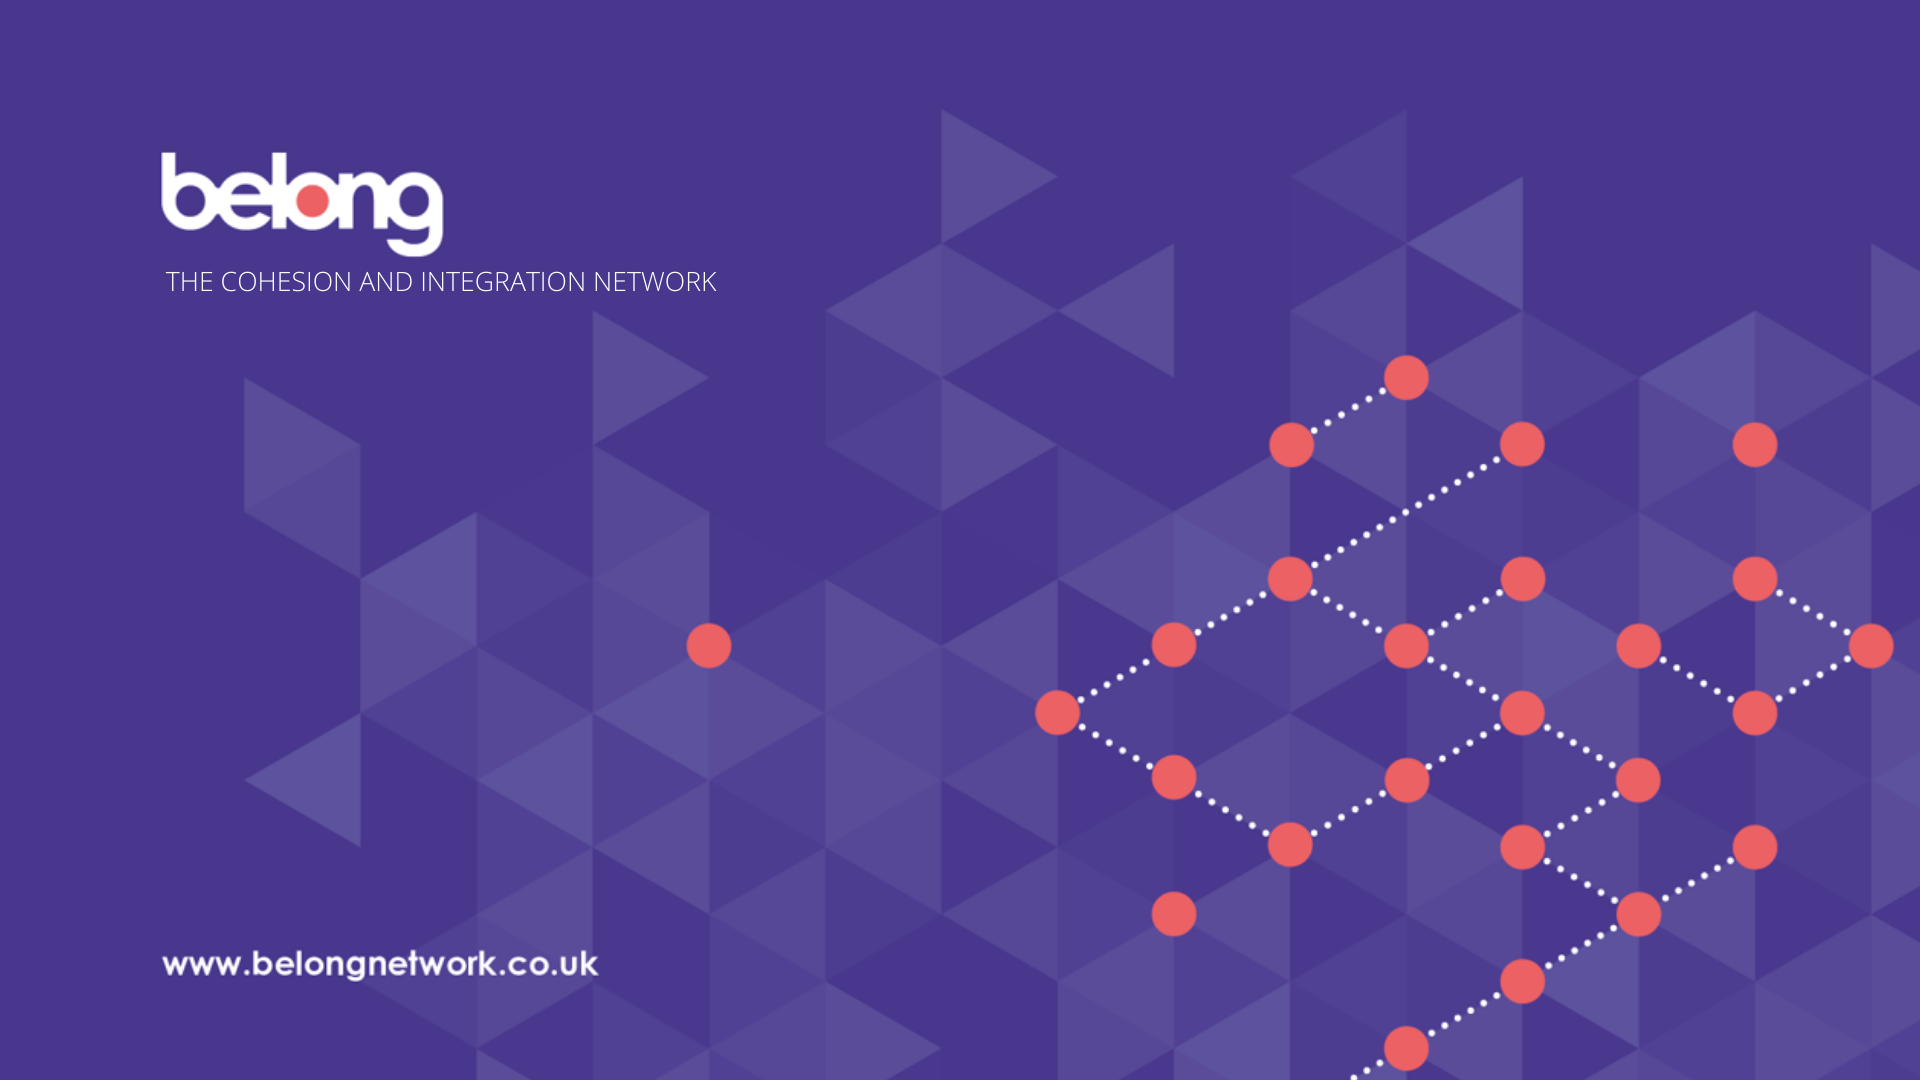 belong
THE COHESION AND INTEGRATION NETWORK
www.belongnetwork.co.uk